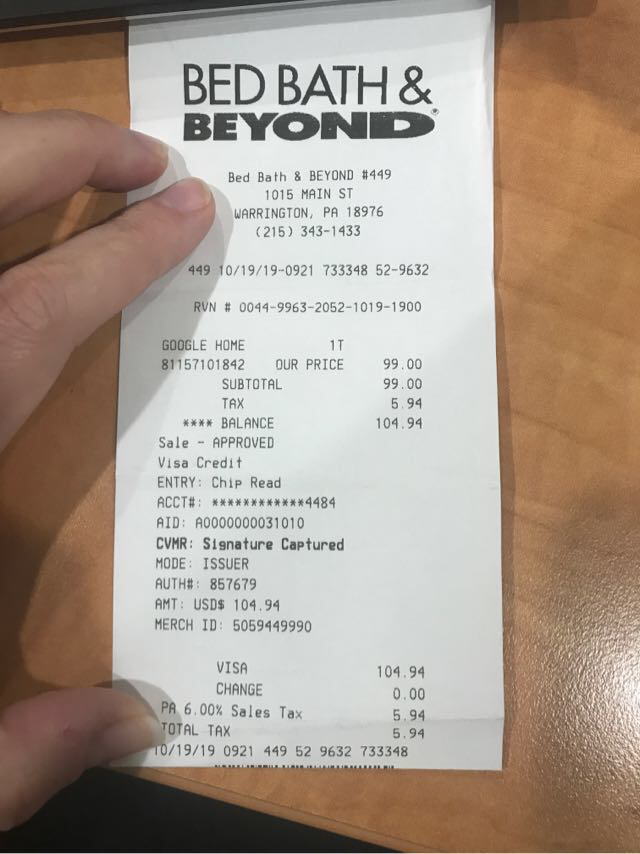 BED BATH &
BEYOND®
Bed Bath & BEYOND #449
1015 MAIN ST
WARRINGTON, PA 18976
(215) 343-1433
449 10/19/19-0921 733348 52-9632
RVN # 0044-9963-2052-1019-1900
GOOGLE HOME 1T
81157101842 OUR PRICE 99.00
SUBTOTAL 99.00
TAX 5.94
**** BALANCE 104.94
Sale - APPROVED
Visa Credit
ENTRY: Chip Read
ACCT#: ************4484
AID: A0000000031010
CVMR: Signature Captured
MODE: ISSUER
AUTH#: 857679
AMT: USD$ 104.94
MERCH ID: 5059449990
VISA 104.94
CHANGE 0.00
PA 6.00% Sales Tax 5.94
TOTAL TAX 5.94
10/19/19 0921 449 52 9632 733348